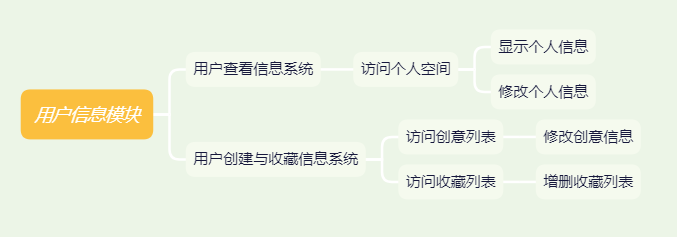 用户信息模块
用户查看信息系统
访问个人空间
显示个人信息
修改个人信息
用户创建与收藏信息系统
访问创意列表
修改创意信息
访问收藏列表
增删收藏列表